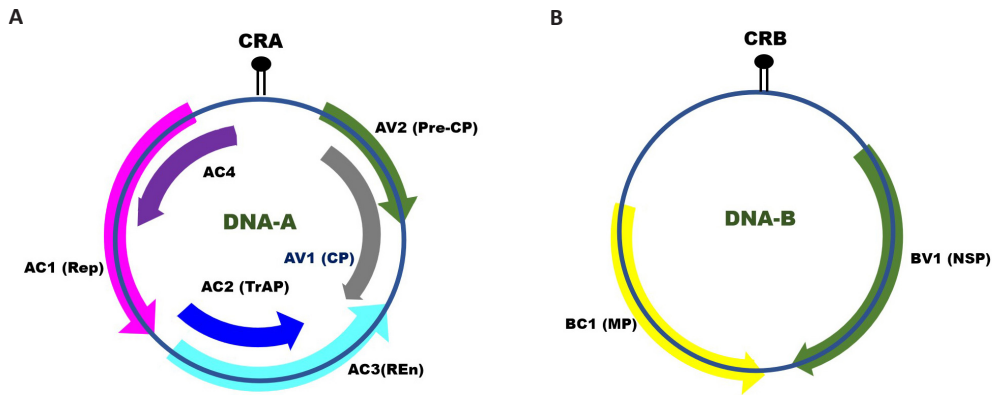 A
CRA
AV2 (Pre-CP)
AC4
DNA-A
AV1 (CP)
AC1 (Rep)
AC2 (TrAP)
AC3(REn)
B
CRB
DNA-B
BV1 (NSP)
BC1 (MP)